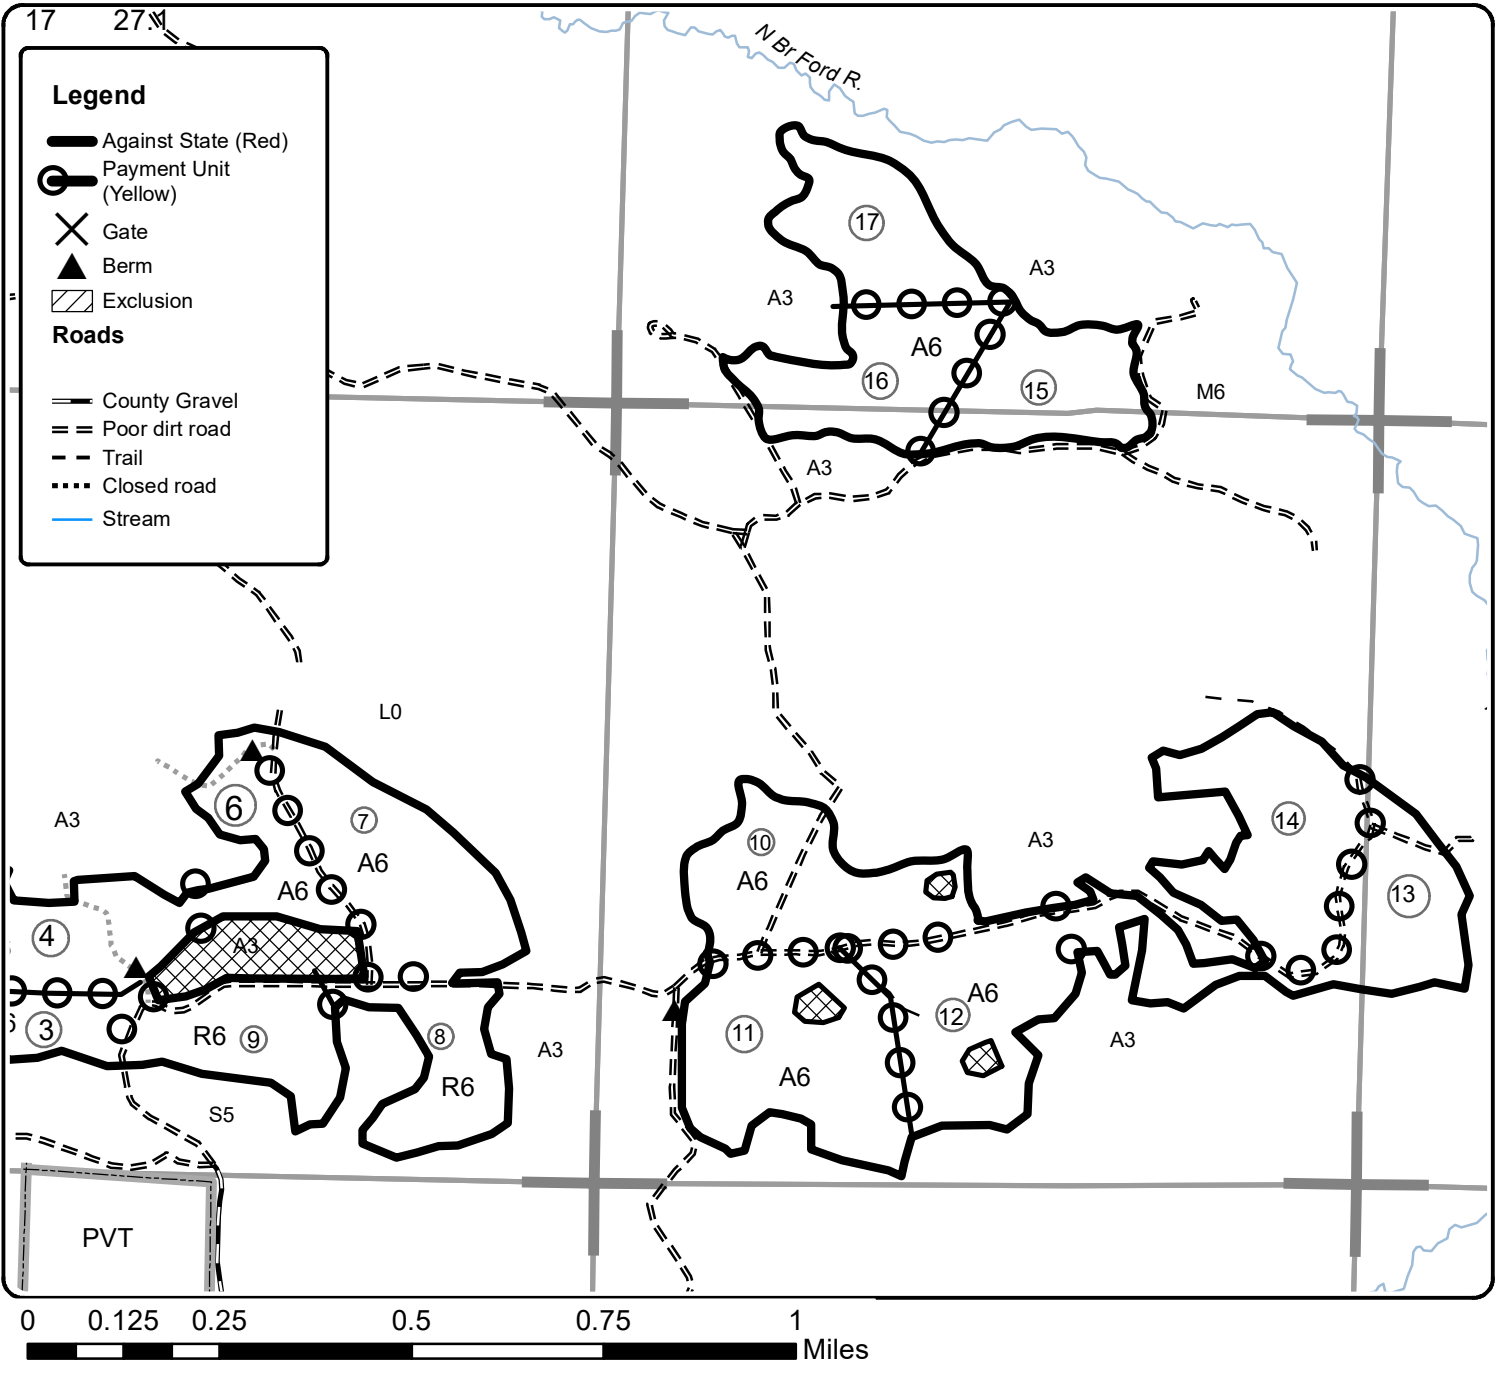 17 27.1
N Br Ford R.
Legend
Against State (Red)
Payment Unit
(Yellow)
Gate
Berm
Exclusion
Roads
County Gravel
Poor dirt road
Trail
Closed road
Stream
17
A3
A3
A6
16
15
M6
A3
L0
6
7
A3
A6
A6
4
A3
3
R6
9
8
R6
A3
S5
PVT
10
A6
A3
14
13
11
A6
12
A6
A3
0 0.125 0.25 0.5 0.75 1
Miles